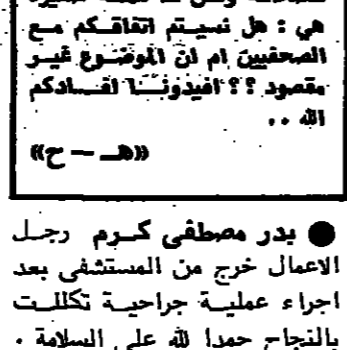 هي : هل نسيتم اتفاقكم مع
الصحفيين ام ان الموضوع غير
مقصود ؟؟ افيدونا افادكم
الله ..
((هـ — ح))
● بدر مصطفى كرم رجل
الاعمال خرج من المستشفى بعد
اجراء عملية جراحية تكللت
بالنجاح حمدا لله على السلامة .